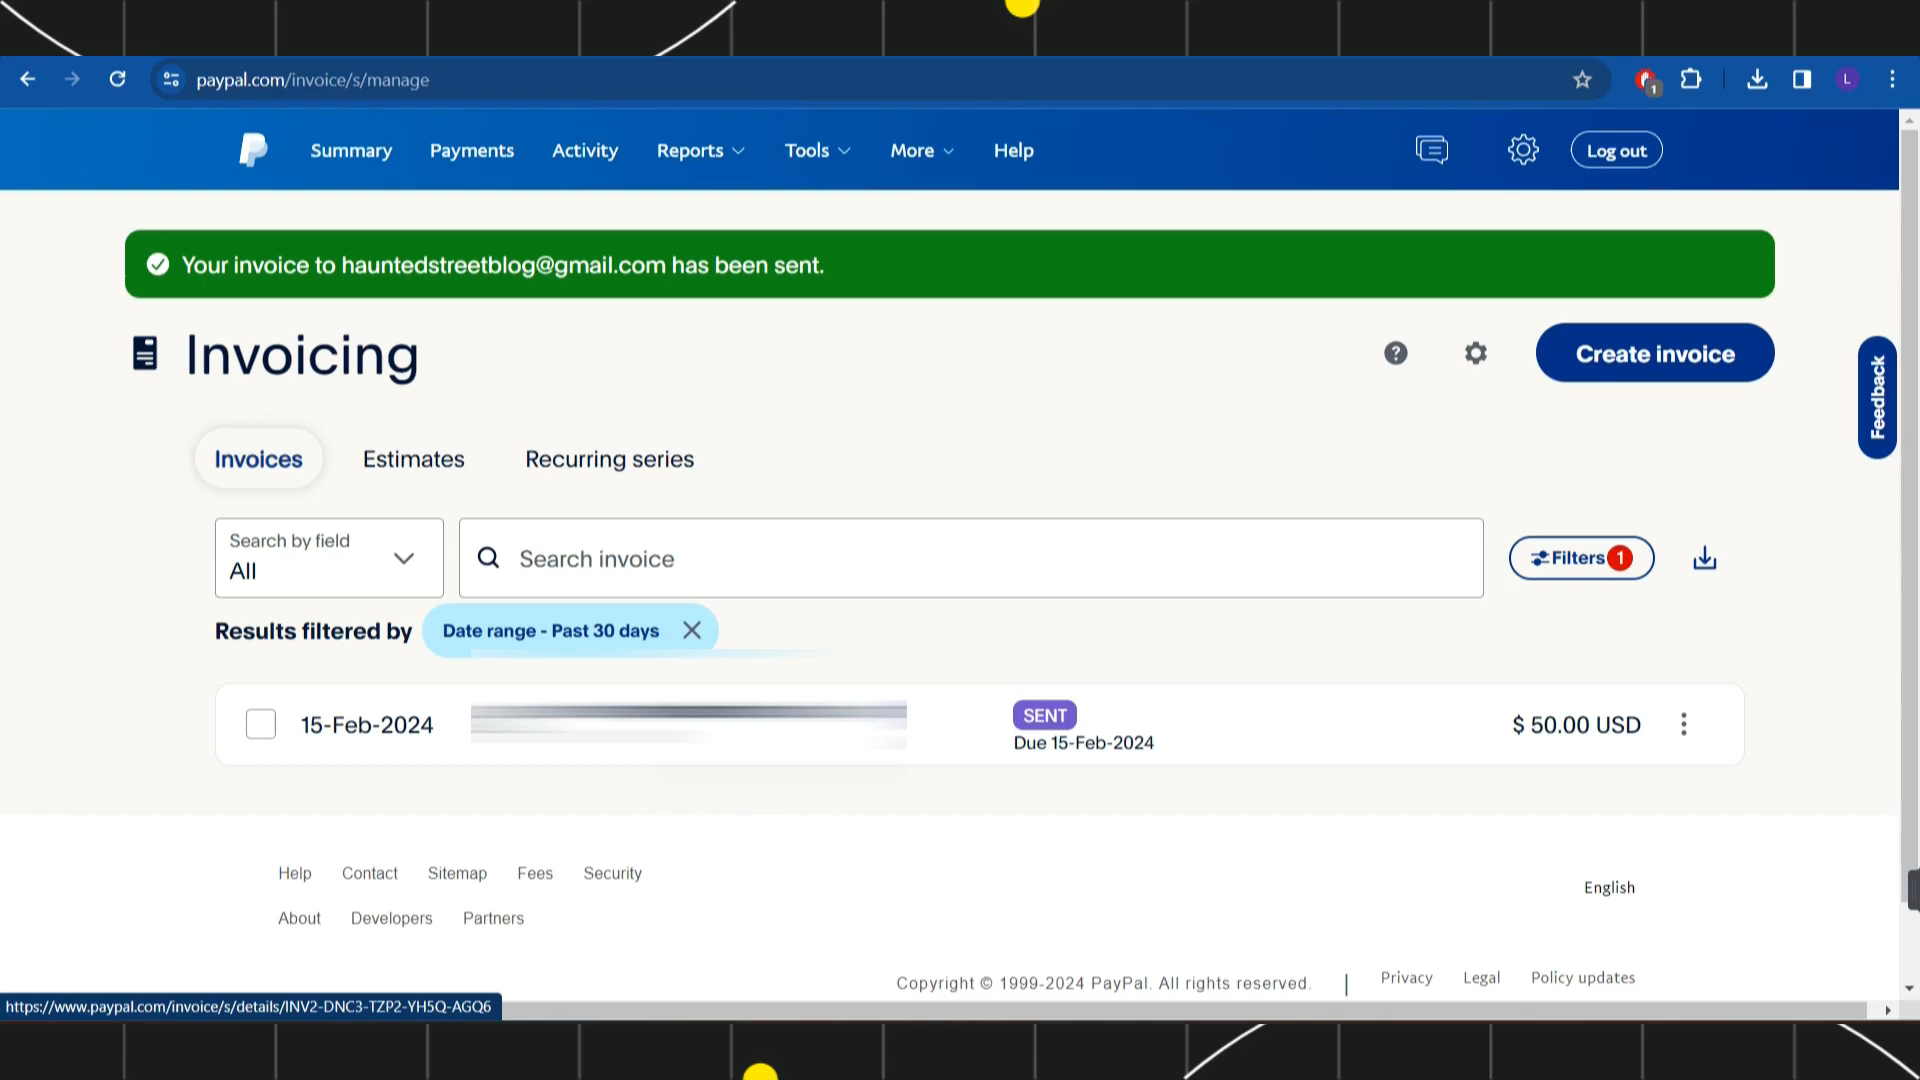 paypal.com/invoice/s/manage
1
L
Summary Payments Activity Reports Tools More Help Log out
Your invoice to hauntedstreetblog@gmail.com has been sent.
Invoicing
? Create invoice
Feedback
Invoices Estimates Recurring series
Search by field
All
Search invoice
Filters 1
Results filtered by Date range - Past 30 days
15-Feb-2024
SENT
Due 15-Feb-2024
$ 50.00 USD
Help Contact Sitemap Fees Security
English
About Developers Partners
Copyright © 1999-2024 PayPal. All rights reserved. | Privacy Legal Policy updates
https://www.paypal.com/invoice/s/details/INV2-DNC3-TZP2-YH5Q-AGQ6